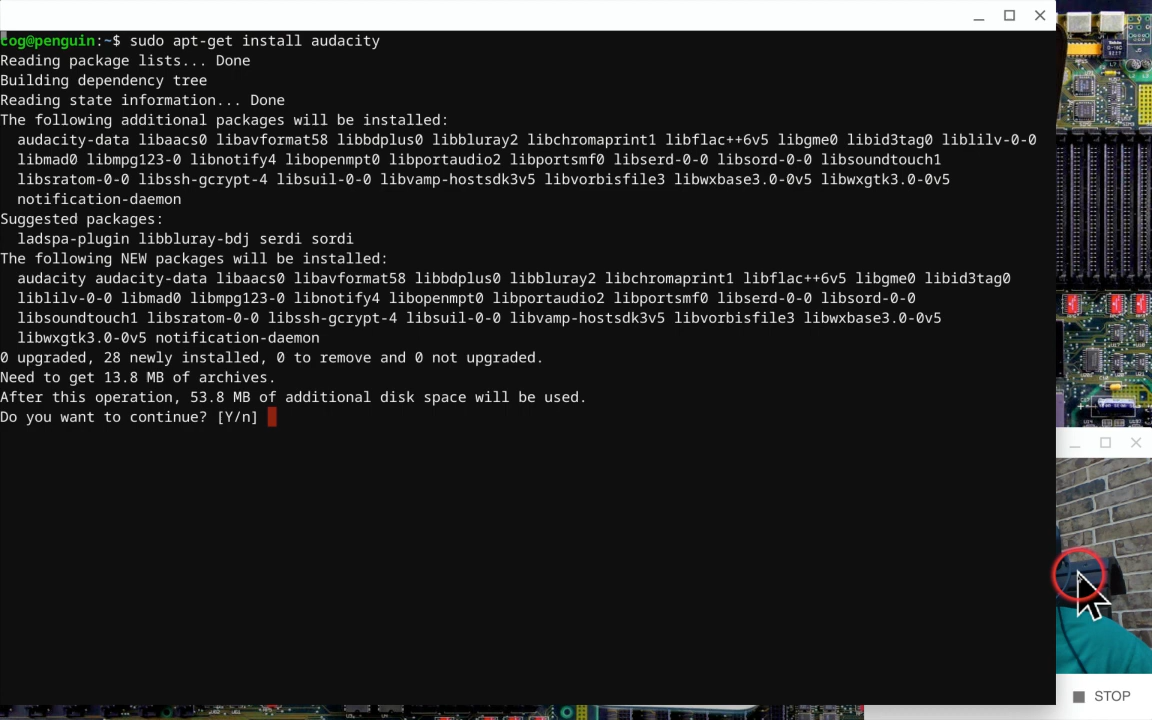 cog@penguin:~$ sudo apt-get install audacity
Reading package lists... Done
Building dependency tree
Reading state information... Done
The following additional packages will be installed:
audacity-data libaacs0 libavformat58 libbdplus0 libbluray2 libchromaprint1 libflac++6v5 libgme0 libid3tag0 liblilv-0-0
libmad0 libmpg123-0 libnotify4 libopenmpt0 libportaudio2 libportsmf0 libserd-0-0 libsord-0-0 libsoundtouch1
libsratom-0-0 libssh-gcrypt-4 libsuil-0-0 libvamp-hostsdk3v5 libvorbisfile3 libwxbase3.0-0v5 libwxgtk3.0-0v5
notification-daemon
Suggested packages:
ladspa-plugin libbluray-bdj serdi sordi
The following NEW packages will be installed:
audacity audacity-data libaacs0 libavformat58 libbdplus0 libbluray2 libchromaprint1 libflac++6v5 libgme0 libid3tag0
liblilv-0-0 libmad0 libmpg123-0 libnotify4 libopenmpt0 libportaudio2 libportsmf0 libserd-0-0 libsord-0-0
libsoundtouch1 libsratom-0-0 libssh-gcrypt-4 libsuil-0-0 libvamp-hostsdk3v5 libvorbisfile3 libwxbase3.0-0v5
libwxgtk3.0-0v5 notification-daemon
0 upgraded, 28 newly installed, 0 to remove and 0 not upgraded.
Need to get 13.8 MB of archives.
After this operation, 53.8 MB of additional disk space will be used.
Do you want to continue? [Y/n]
STOP